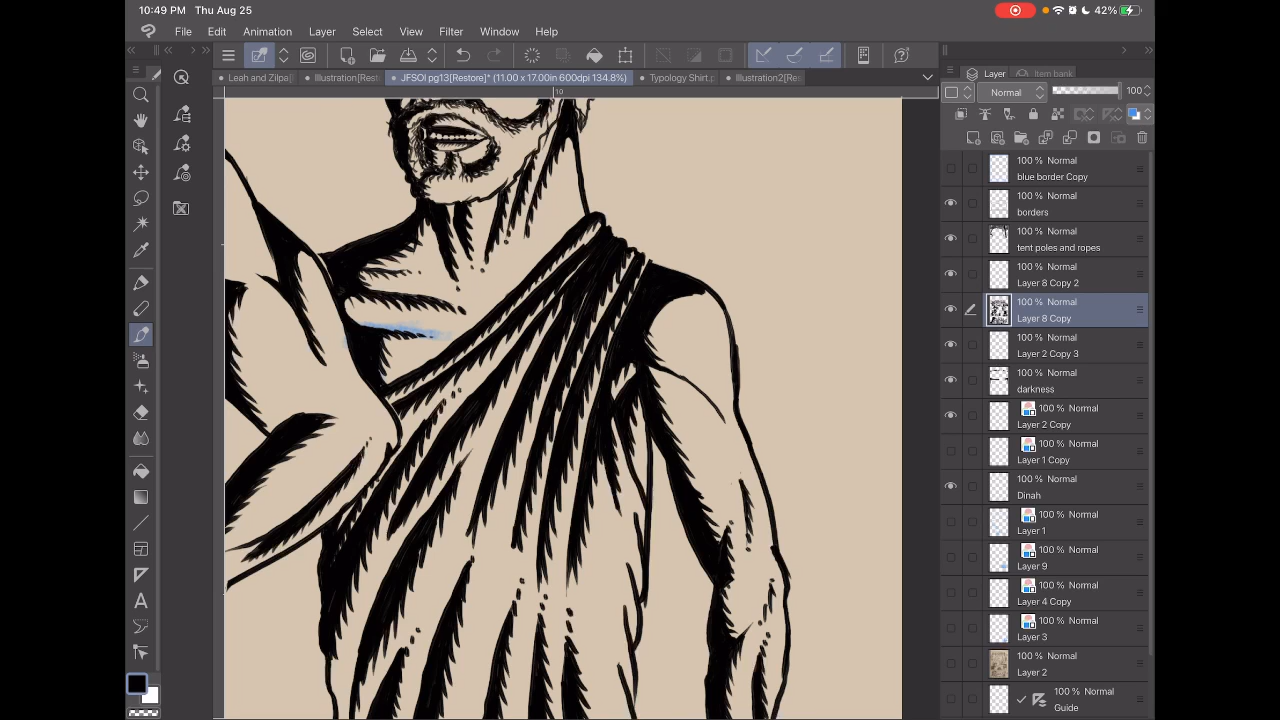 10:49 PM Thu Aug 25
42%
File Edit Animation Layer Select View Filter Window Help
Leah and Zilpa Illustration[Rest JFSOI pg13[Restore]* (11.00 x 17.00in 600dpi 134.8%) Typology Shirt. Illustration2[Res
Layer Item bank
Normal 100
10
100 % Normal
blue border Copy
100 % Normal
borders
100 % Normal
tent poles and ropes
100 % Normal
Layer 8 Copy 2
100 % Normal
Layer 8 Copy
100 % Normal
Layer 2 Copy 3
100 % Normal
darkness
100 % Normal
Layer 2 Copy
100 % Normal
Layer 1 Copy
100 % Normal
Dinah
100 % Normal
Layer 1
100 % Normal
Layer 9
100 % Normal
Layer 4 Copy
100 % Normal
Layer 3
100 % Normal
Layer 2
100 % Normal
Guide